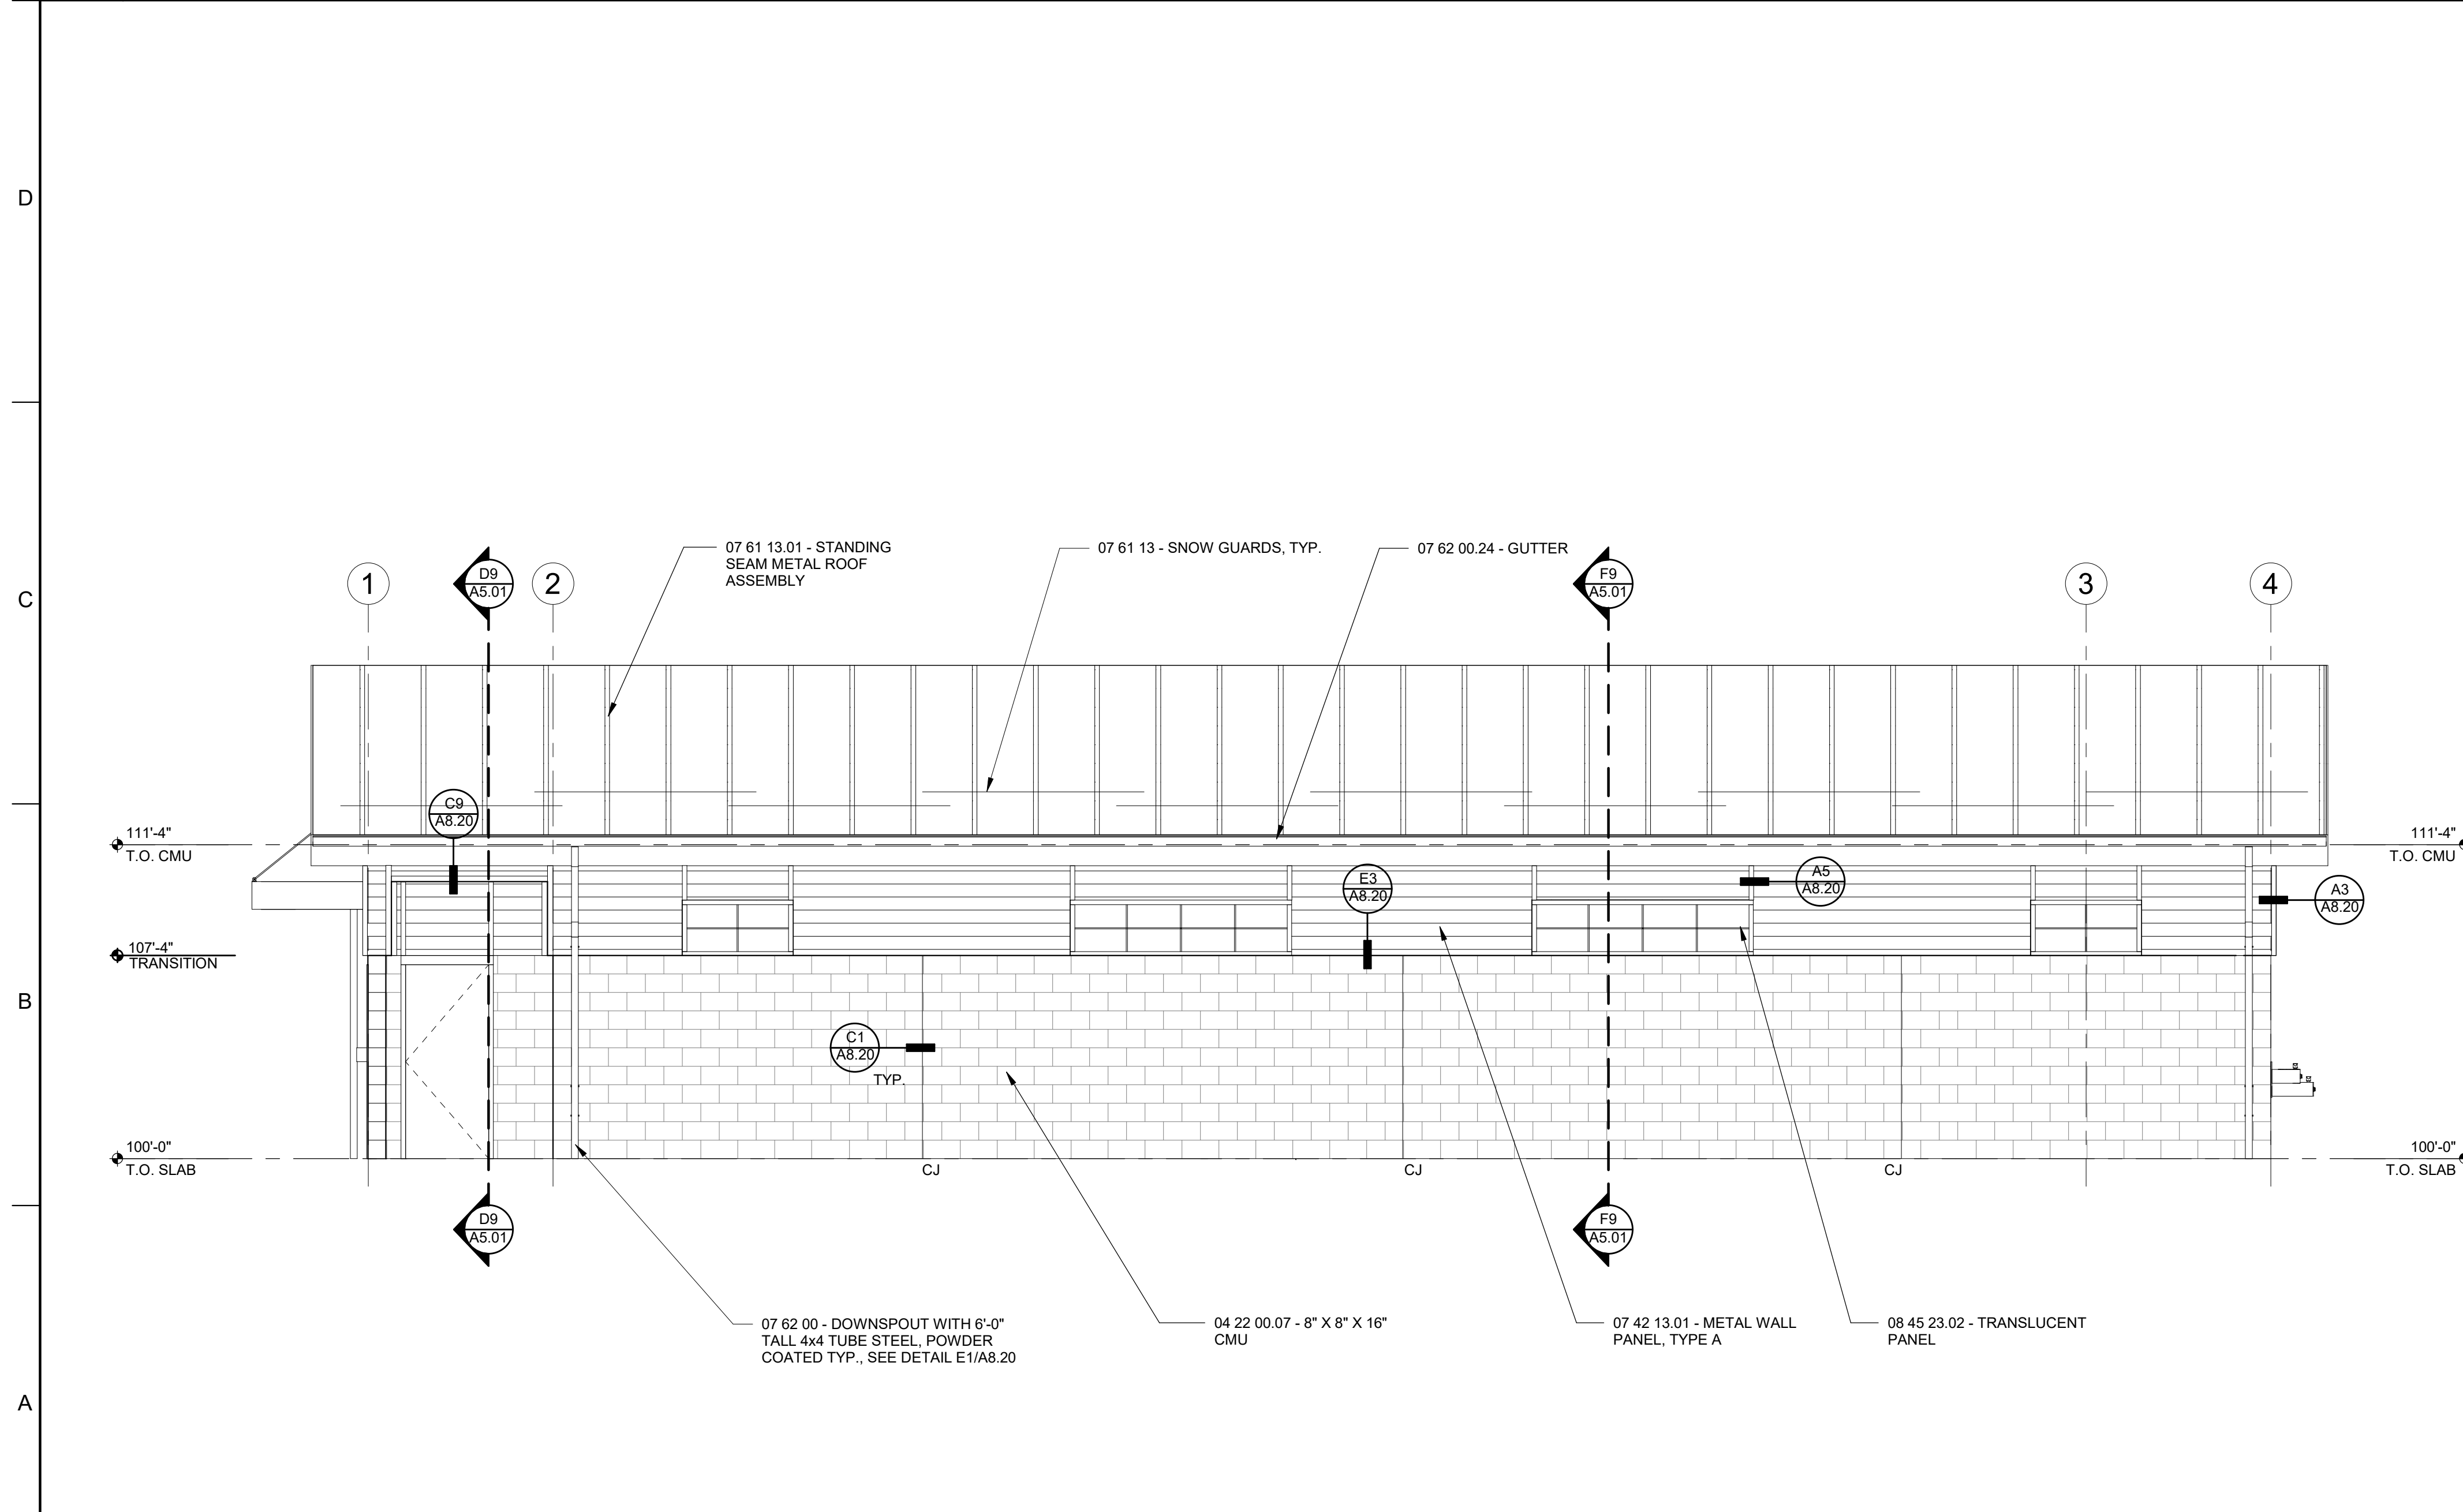 D
C
B
A
07 61 13.01 - STANDING
SEAM METAL ROOF
ASSEMBLY
07 61 13 - SNOW GUARDS, TYP.
07 62 00.24 - GUTTER
1
D9
A5.01
2
F9
A5.01
3
4
C9
A8.20
111'-4"
T.O. CMU
111'-4"
T.O. CMU
E3
A8.20
A5
A8.20
A3
A8.20
107'-4"
TRANSITION
C1
A8.20
TYP.
100'-0"
T.O. SLAB
CJ
CJ
CJ
100'-0"
T.O. SLAB
D9
A5.01
F9
A5.01
07 62 00 - DOWNSPOUT WITH 6'-0"
TALL 4x4 TUBE STEEL, POWDER
COATED TYP., SEE DETAIL E1/A8.20
04 22 00.07 - 8" X 8" X 16"
CMU
07 42 13.01 - METAL WALL
PANEL, TYPE A
08 45 23.02 - TRANSLUCENT
PANEL